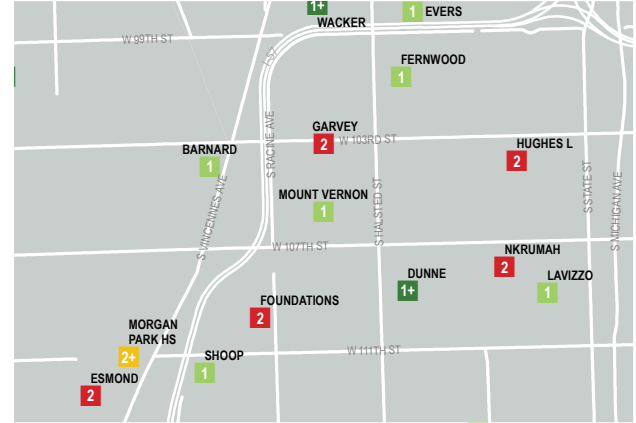 1+
WACKER
1
EVERS
W 99TH ST
I-57
FERNWOOD
1
S RACINE AVE
GARVEY
2
W 103RD ST
BARNARD
1
HUGHES L
2
S VINCENNES AVE
MOUNT VERNON
1
S HALSTED ST
S STATE ST
S MICHIGAN AVE
W 107TH ST
NKRUMAH
2
DUNNE
1+
LAVIZZO
1
FOUNDATIONS
2
MORGAN
PARK HS
2+
SHOOP
1
W 111TH ST
ESMOND
2